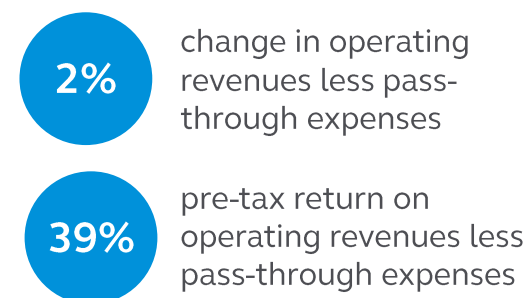 2%
change in operating
revenues less pass-
through expenses
39%
pre-tax return on
operating revenues less
pass-through expenses